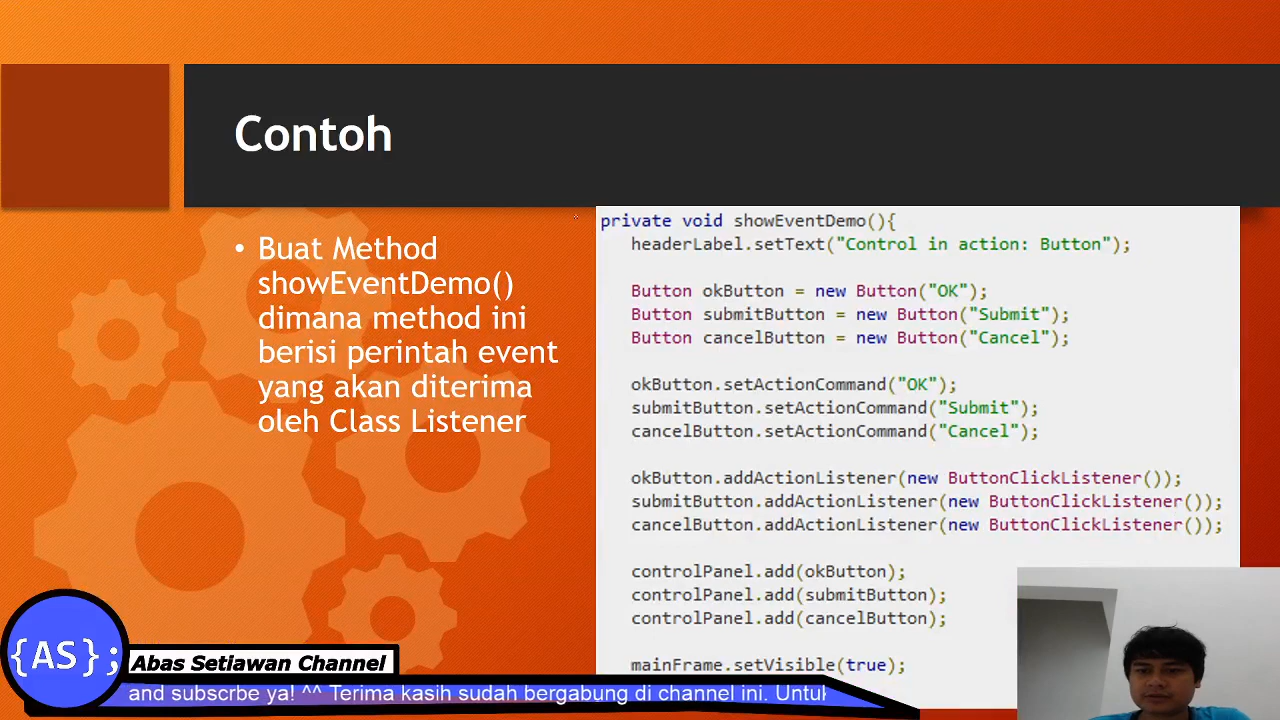 Contoh
• Buat Method
showEventDemo()
dimana method ini
berisi perintah event
yang akan diterima
oleh Class Listener
private void showEventDemo(){
headerLabel.setText("Control in action: Button");
Button okButton = new Button("OK");
Button submitButton = new Button("Submit");
Button cancelButton = new Button("Cancel");
okButton.setActionCommand("OK");
submitButton.setActionCommand("Submit");
cancelButton.setActionCommand("Cancel");
okButton.addActionListener(new ButtonClickListener());
submitButton.addActionListener(new ButtonClickListener());
cancelButton.addActionListener(new ButtonClickListener());
controlPanel.add(okButton);
controlPanel.add(submitButton);
controlPanel.add(cancelButton);
mainFrame.setVisible(true);
{AS};
Abas Setiawan Channel
and subscrbe ya! ^^ Terima kasih sudah bergabung di channel ini. Untuk